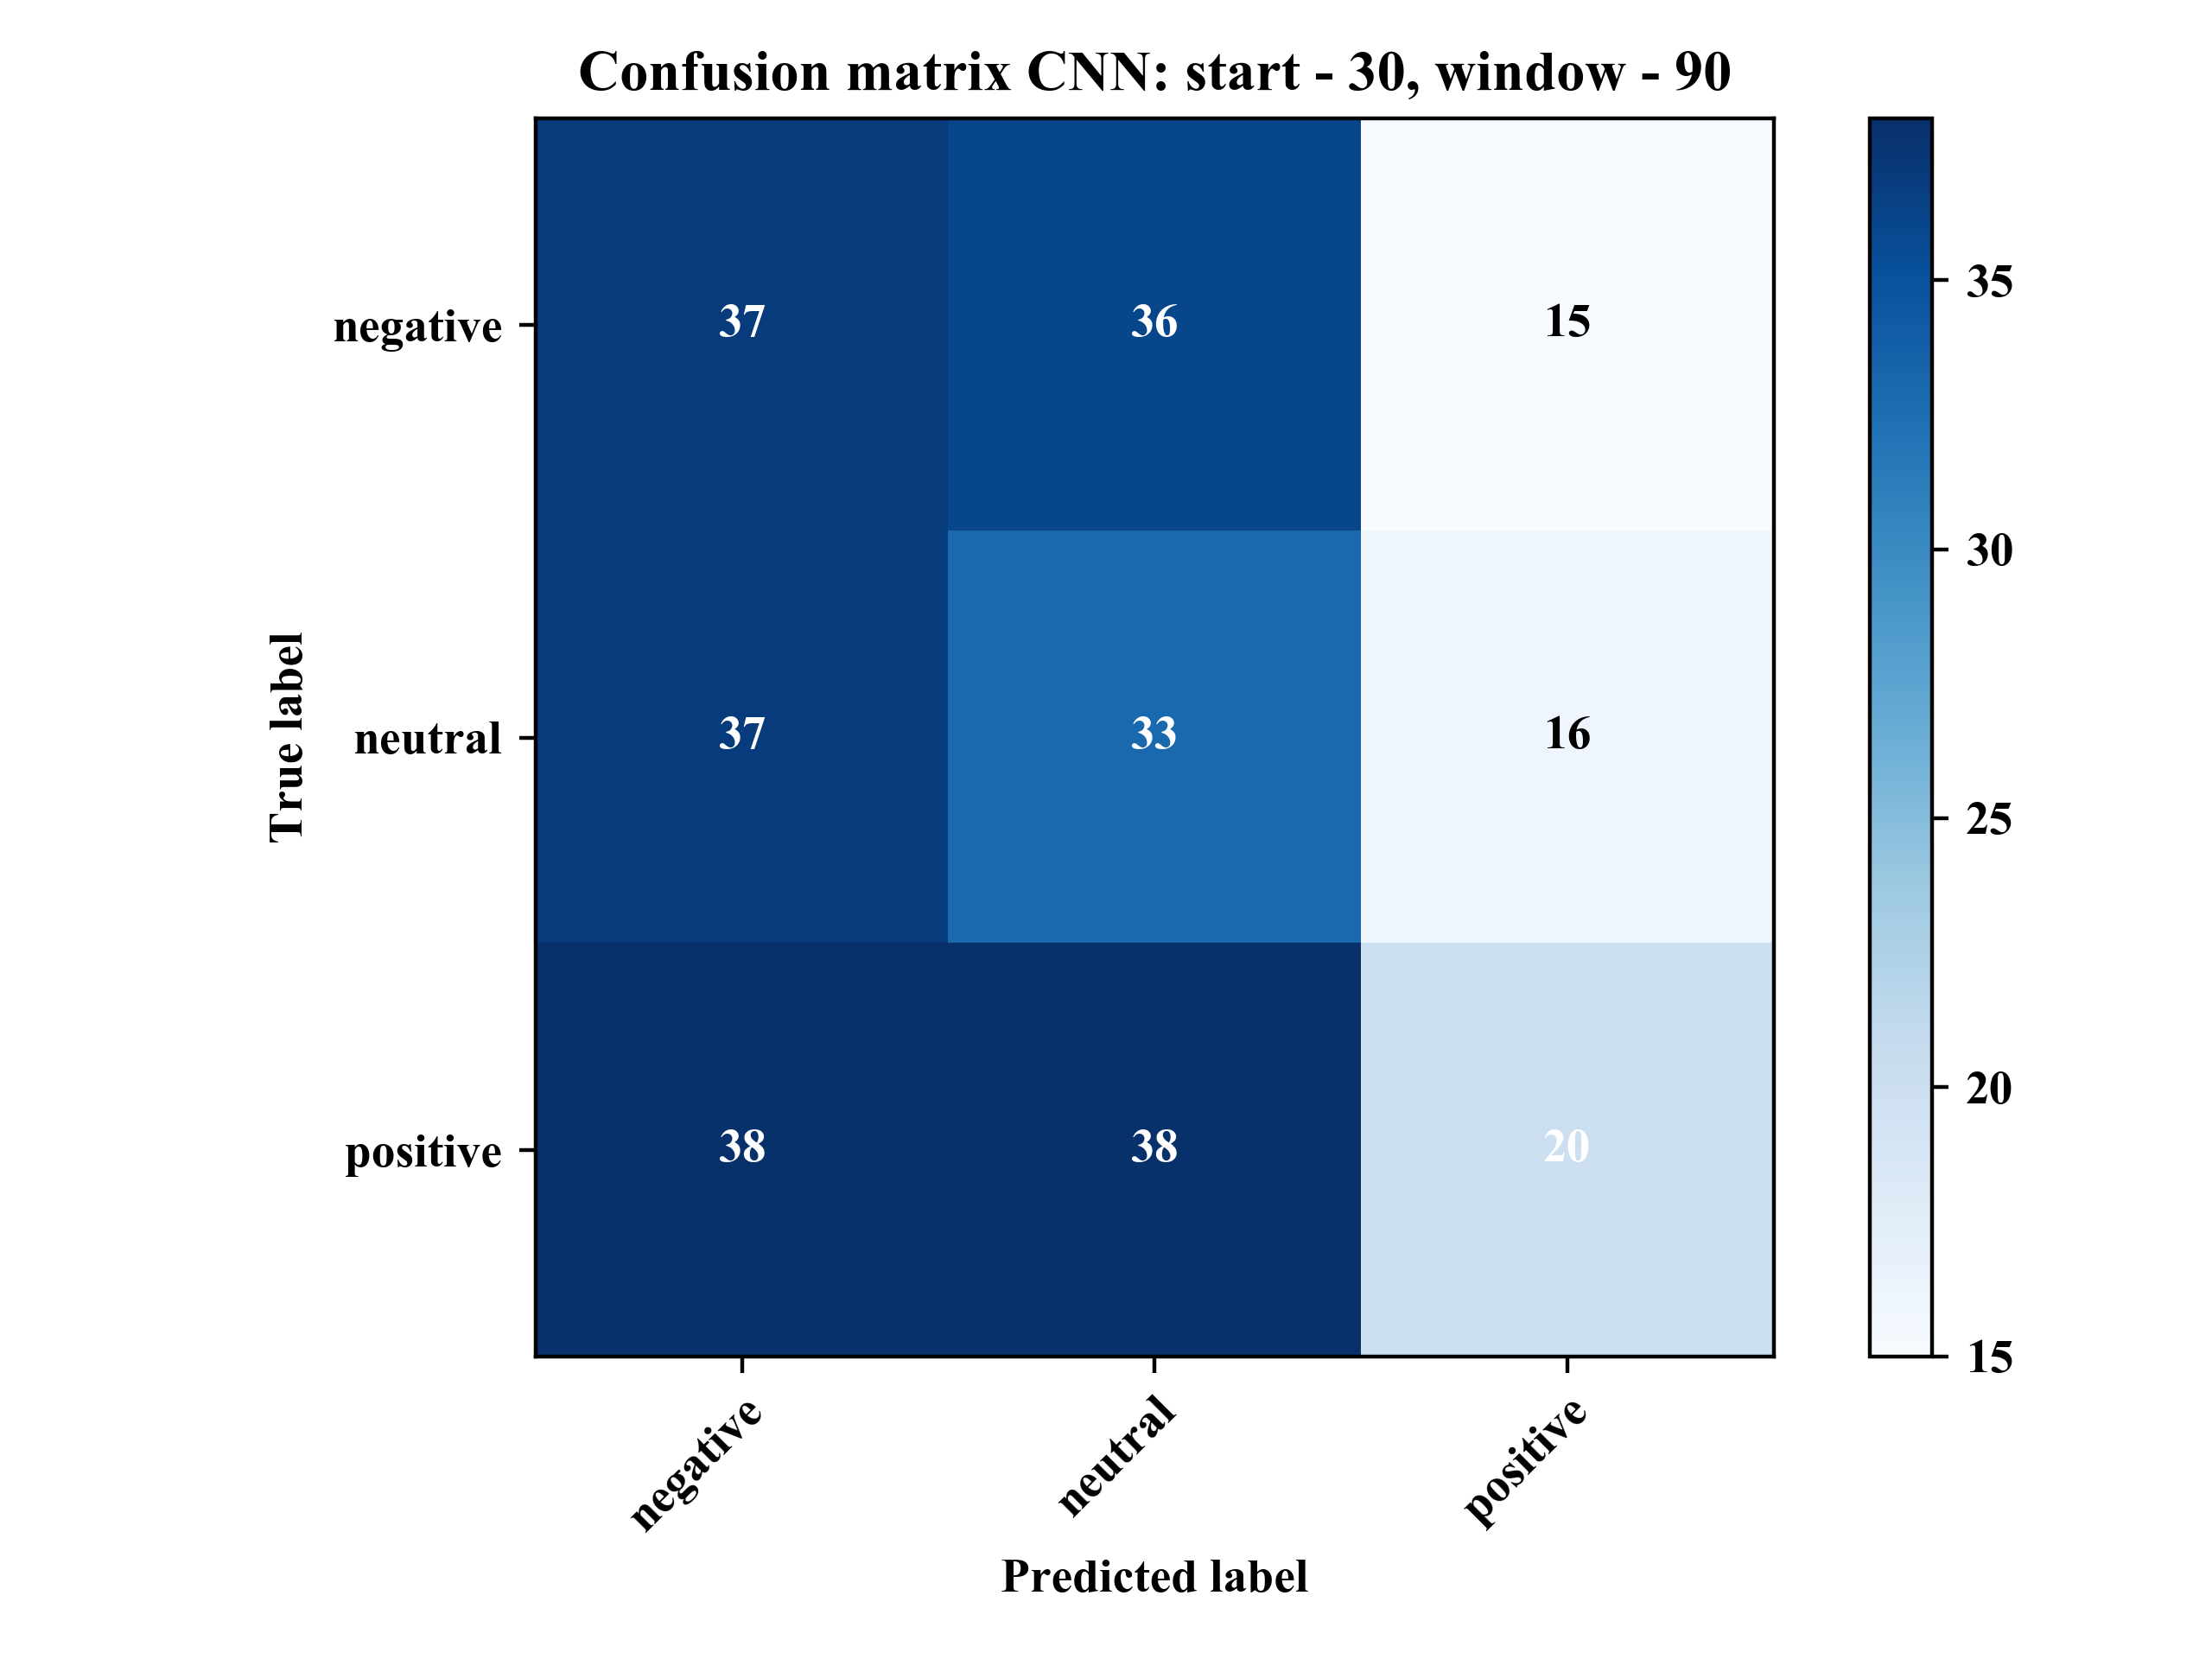 Confusion matrix CNN: start - 30, window - 90
True label
negative
neutral
positive
37 36 15
37 33 16
38 38 20
negative neutral positive
Predicted label
35
30
25
20
15